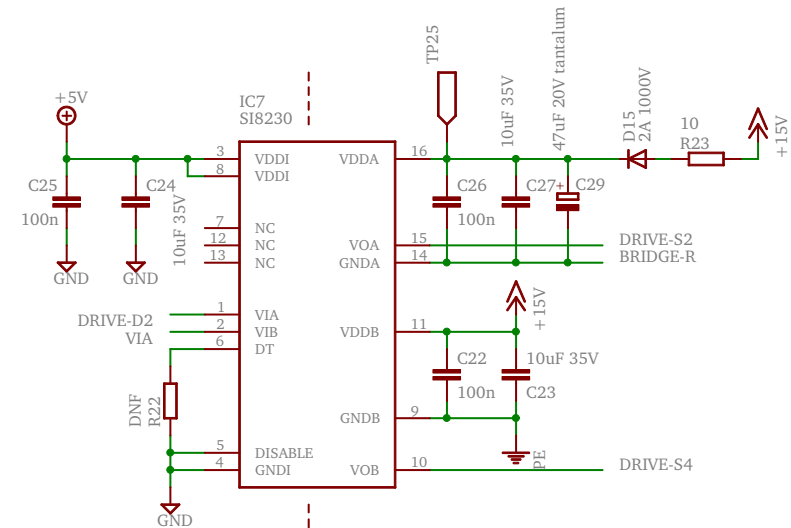 TP25
10uF 35V
47uF 20V tantalum
D15
2A 1000V
10
R23
+15V
+5V
IC7
SI8230
3
VDDI
VDDA
16
8
VDDI
C25
100n
C24
10uF 35V
C26
100n
C27
+
C29
7
NC
12
NC
13
NC
VOA
15
DRIVE-S2
GNDA
14
BRIDGE-R
GND
GND
+15V
DRIVE-D2
1
VIA
VIA
2
VIB
6
DT
VDDB
11
C22
100n
10uF 35V
C23
DNF
R22
GNDB
9
PE
5
DISABLE
4
GNDI
VOB
10
DRIVE-S4
GND